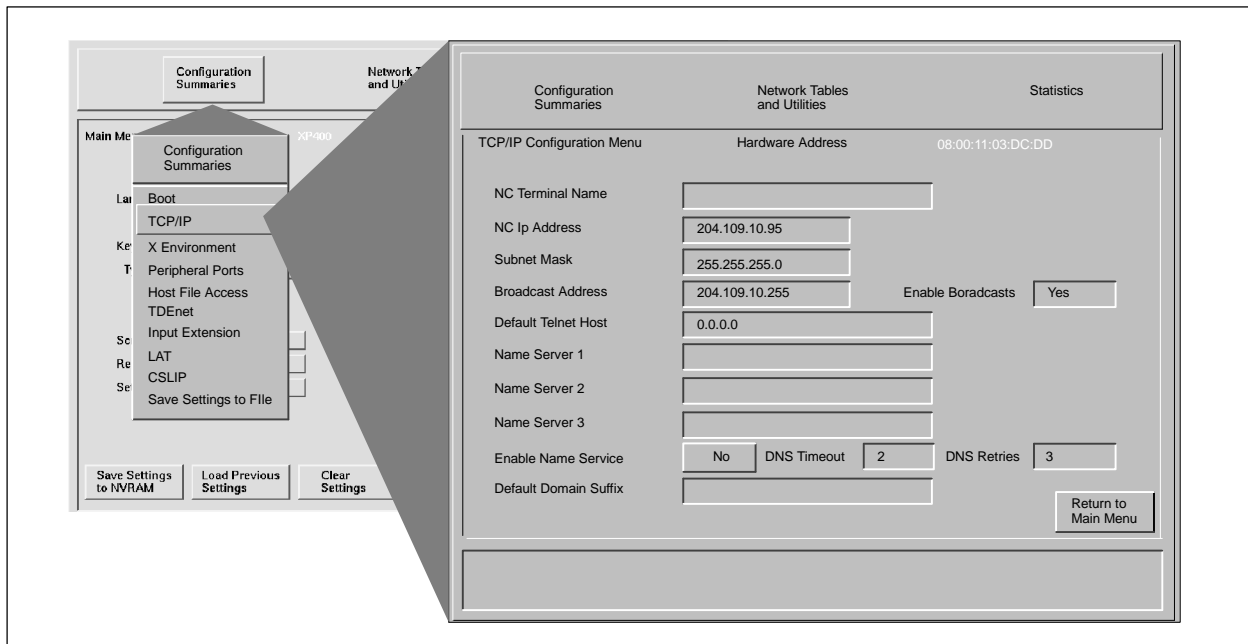 Configuration
Summaries
Network
Main Me
XP400
Configuration
Summaries
Boot
TCP/IP
X Environment
Peripheral Ports
Host File Access
TDEnet
Input Extension
LAT
CSLIP
Save Settings to FIle
Save Settings
to NVRAM
Load Previous
Settings
Clear
Settings
Configuration
Summaries
Network Tables
and Utilities
Statistics
TCP/IP Configuration Menu
Hardware Address
08:00:11:03:DC:DD
NC Terminal Name
NC Ip Address
204.109.10.95
Subnet Mask
255.255.255.0
Broadcast Address
204.109.10.255
Enable Boradcasts
Yes
Default Telnet Host
0.0.0.0
Name Server 1
Name Server 2
Name Server 3
Enable Name Service
No
DNS Timeout
2
DNS Retries
3
Default Domain Suffix
Return to
Main Menu